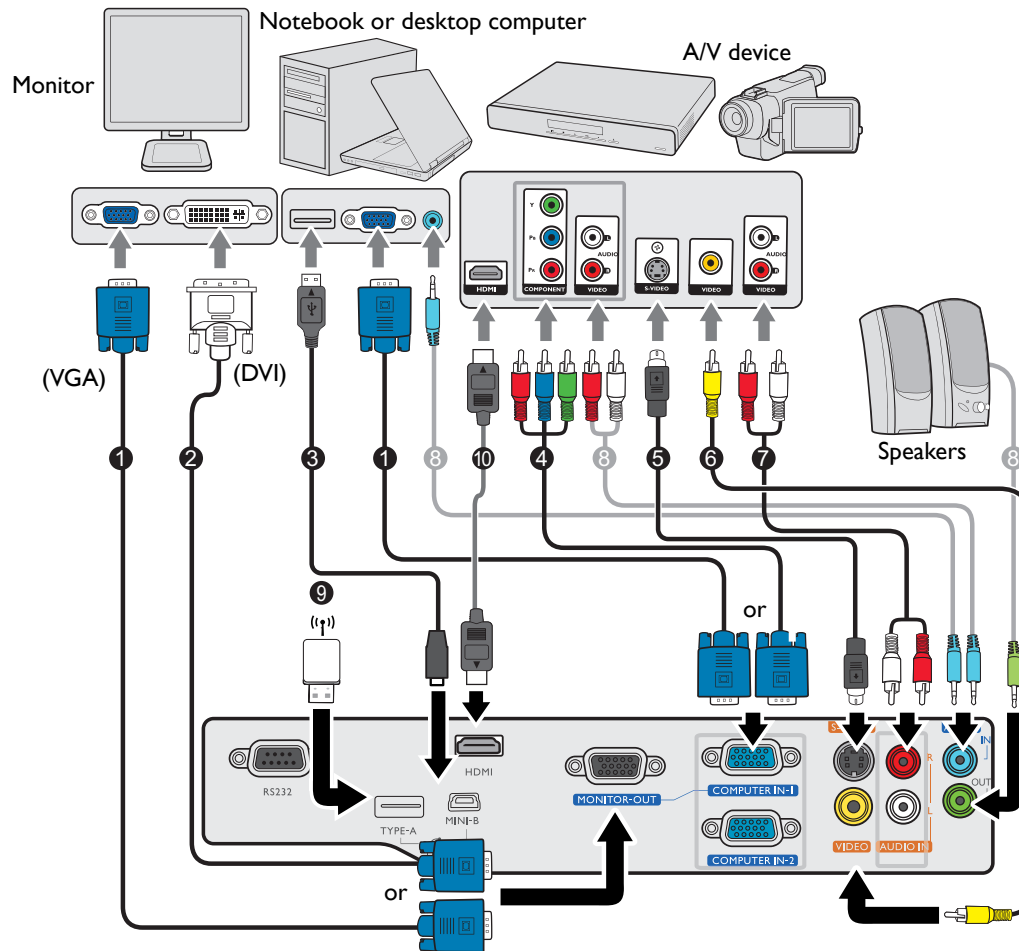 Notebook or desktop computer
A/V device
Monitor
Y
PB
PR
L
AUDIO
R
L
AUDIO
R
HDMI
COMPONENT
VIDEO
S-VIDEO
VIDEO
VIDEO
(VGA)
(DVI)
Speakers
1
2
3
1
8
10
4
8
5
6
7
8
9
or
HDMI
RS232
TYPE-A
MINI-B
MONITOR-OUT
COMPUTER IN-1
COMPUTER IN-2
IN
R
OUT
L
VIDEO
AUDIO IN
or